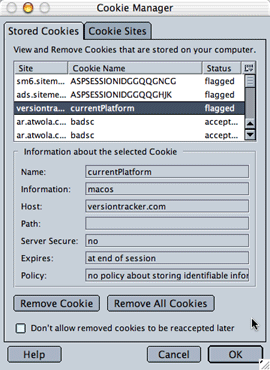 Cookie Manager
Stored Cookies Cookie Sites
View and Remove Cookies that are stored on your computer.
Site Cookie Name Status
sm6.sitem... ASPSESSIONIDGGQQGNCG flagged
ads.sitem... ASPSESSIONIDGGQQGHJK flagged
versiontra... currentPlatform flagged
ar.atwola.c... badsc accept...
ar.atwola.c... badsc accept...
Information about the selected Cookie
Name: currentPlatform
Information: macos
Host: versiontracker.com
Path:
Server Secure: no
Expires: at end of session
Policy: no policy about storing identifiable infor
Remove Cookie Remove All Cookies
Don't allow removed cookies to be reaccepted later
Help Cancel OK